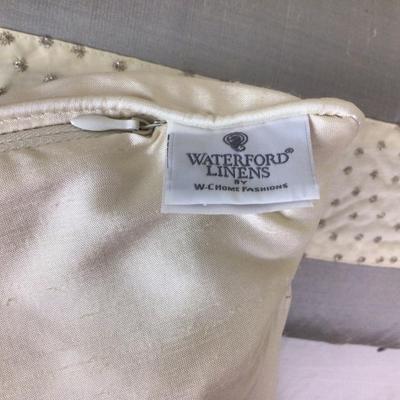 WATERFORD®
LINENS
BY
W-C HOME FASHIONS